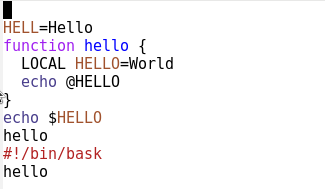 HELL=Hello
function hello {
  LOCAL HELLO=World
  echo @HELLO
}
echo $HELLO
hello
#!/bin/bask
hello